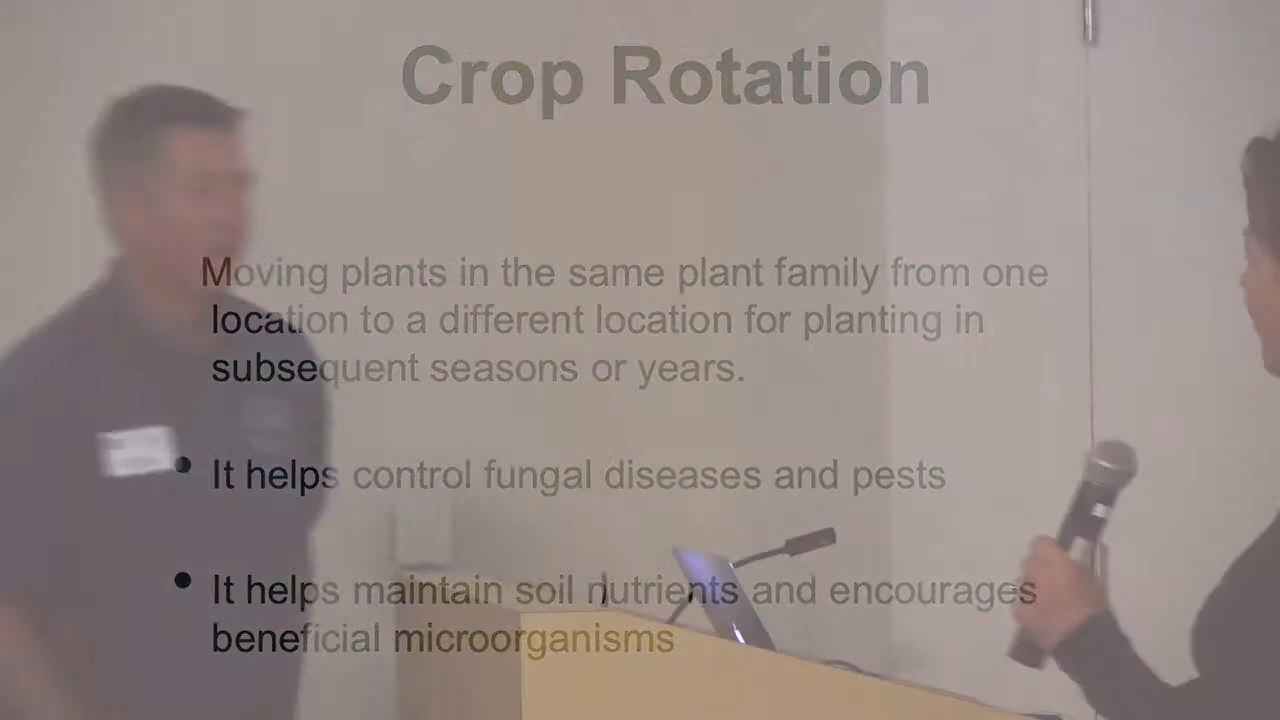 Crop Rotation
Moving plants in the same plant family from one
location to a different location for planting in
subsequent seasons or years.
• It helps control fungal diseases and pests
• It helps maintain soil nutrients and encourages
beneficial microorganisms